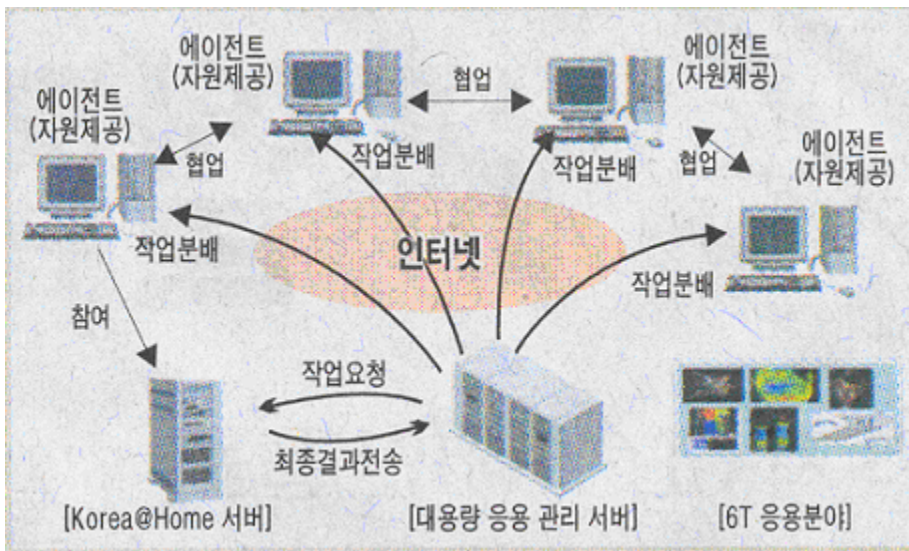 에이전트
(자원제공)
에이전트
(자원제공)
에이전트
(자원제공)
에이전트
(자원제공)
협업
협업
협업
작업분배
작업분배
작업분배
작업분배
인터넷
참여
작업요청
최종결과전송
[Korea@Home 서버]
[대용량 응용 관리 서버]
[6T 응용분야]